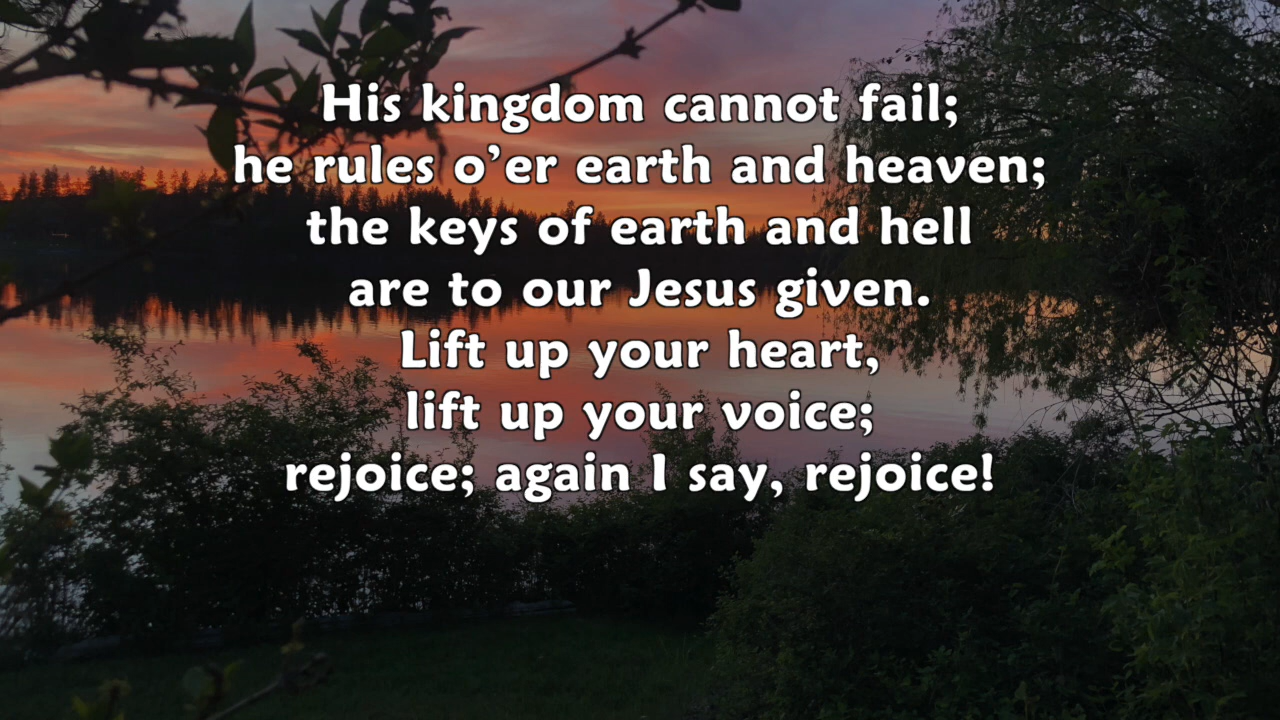 His kingdom cannot fail;
he rules o’er earth and heaven;
the keys of earth and hell
are to our Jesus given.
Lift up your heart,
lift up your voice;
rejoice; again I say, rejoice!